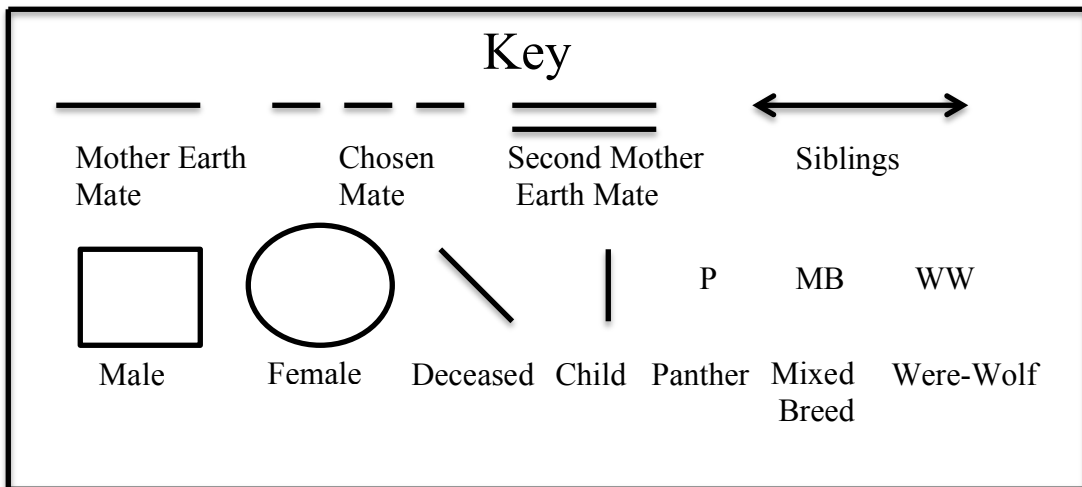 Key
Mother Earth Mate
Chosen Mate
Second Mother Earth Mate
Siblings
P
MB
WW
Male
Female
Deceased
Child
Panther
Mixed Breed
Were-Wolf